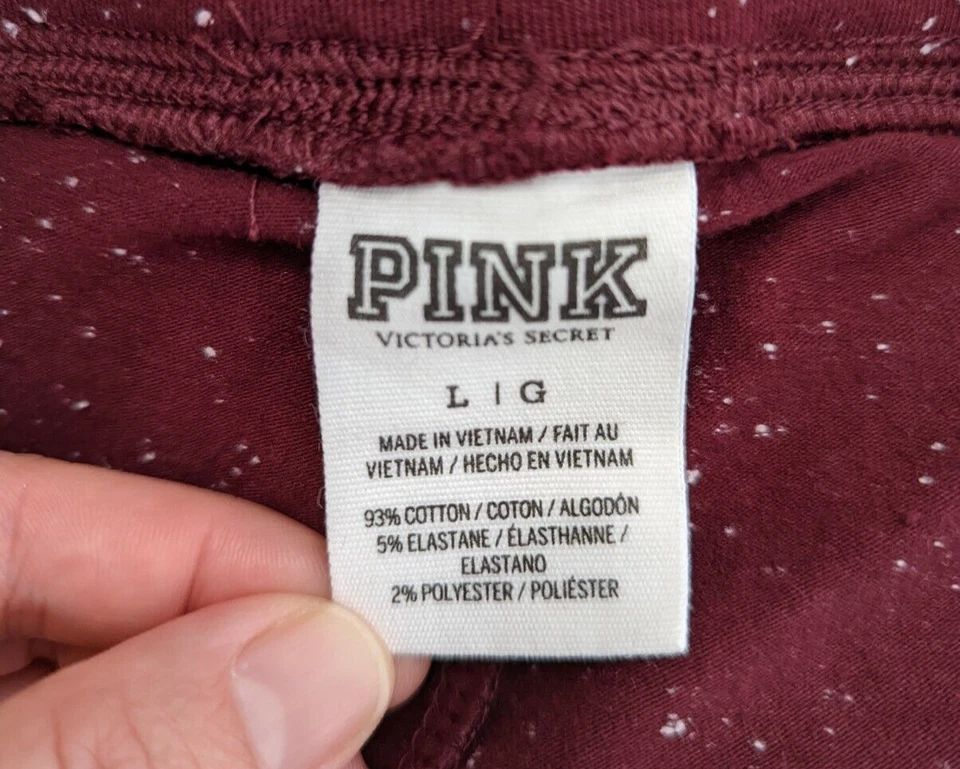 PINK
VICTORIA'S SECRET
L | G
MADE IN VIETNAM / FAIT AU
VIETNAM / HECHO EN VIETNAM
93% COTTON / COTON / ALGODÓN
5% ELASTANE / ÉLASTHANNE /
ELASTANO
2% POLYESTER / POLIÉSTER